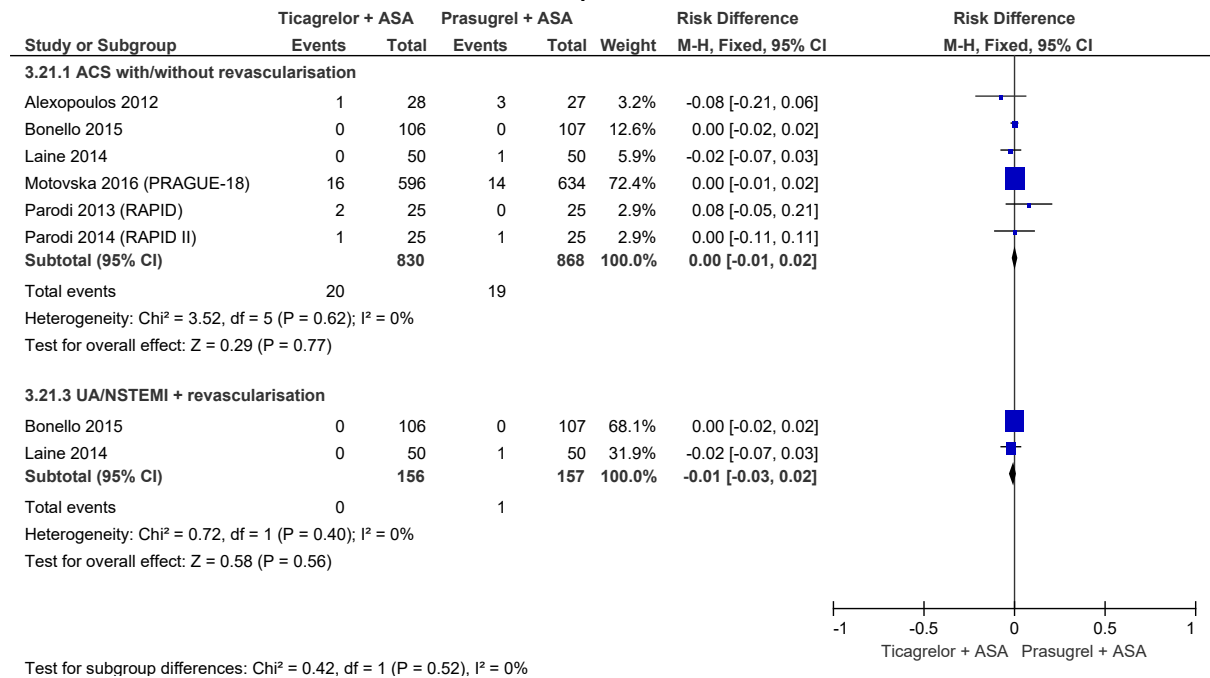 Ticagrelor + ASA Prasugrel + ASA Risk Difference Risk Difference
Study or Subgroup Events Total Events Total Weight M-H, Fixed, 95% CI M-H, Fixed, 95% CI
3.21.1 ACS with/without revascularisation
Alexopoulos 2012 1 28 3 27 3.2% -0.08 [-0.21, 0.06]
Bonello 2015 0 106 0 107 12.6% 0.00 [-0.02, 0.02]
Laine 2014 0 50 1 50 5.9% -0.02 [-0.07, 0.03]
Motovska 2016 (PRAGUE-18) 16 596 14 634 72.4% 0.00 [-0.01, 0.02]
Parodi 2013 (RAPID) 2 25 0 25 2.9% 0.08 [-0.05, 0.21]
Parodi 2014 (RAPID II) 1 25 1 25 2.9% 0.00 [-0.11, 0.11]
Subtotal (95% CI) 830 868 100.0% 0.00 [-0.01, 0.02]
Total events 20 19
Heterogeneity: Chi² = 3.52, df = 5 (P = 0.62); I² = 0%
Test for overall effect: Z = 0.29 (P = 0.77)
3.21.3 UA/NSTEMI + revascularisation
Bonello 2015 0 106 0 107 68.1% 0.00 [-0.02, 0.02]
Laine 2014 0 50 1 50 31.9% -0.02 [-0.07, 0.03]
Subtotal (95% CI) 156 157 100.0% -0.01 [-0.03, 0.02]
Total events 0 1
Heterogeneity: Chi² = 0.72, df = 1 (P = 0.40); I² = 0%
Test for overall effect: Z = 0.58 (P = 0.56)
-1 -0.5 0 0.5 1
Ticagrelor + ASA Prasugrel + ASA
Test for subgroup differences: Chi² = 0.42, df = 1 (P = 0.52), I² = 0%